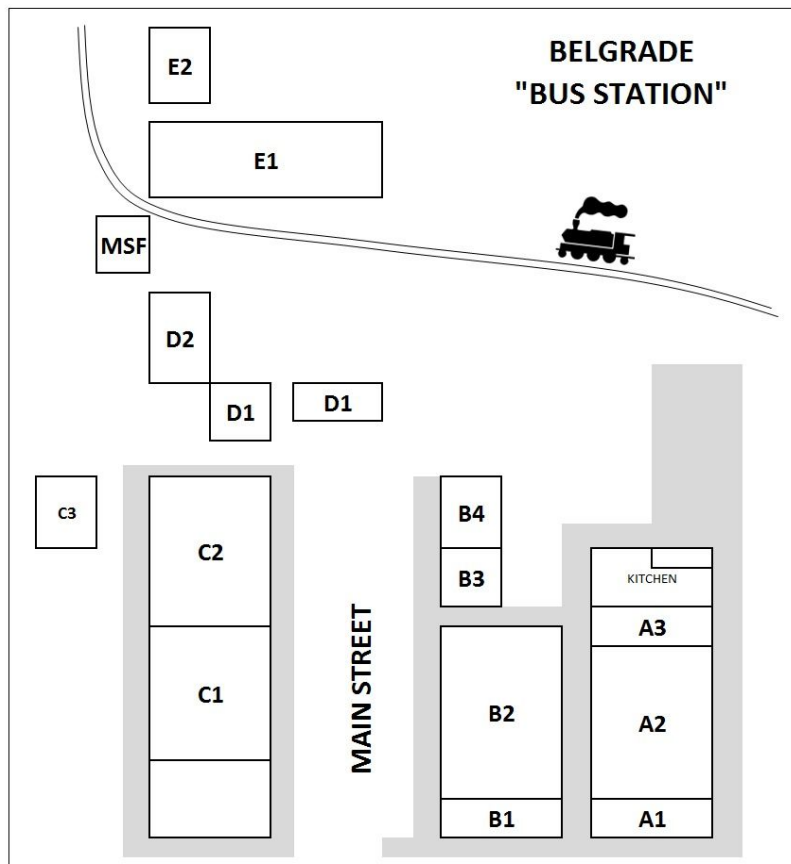 BELGRADE
"BUS STATION"
E2
E1
MSF
D2
D1
D1
C3
C2
B4
B3
KITCHEN
A3
C1
MAIN STREET
B2
A2
B1
A1